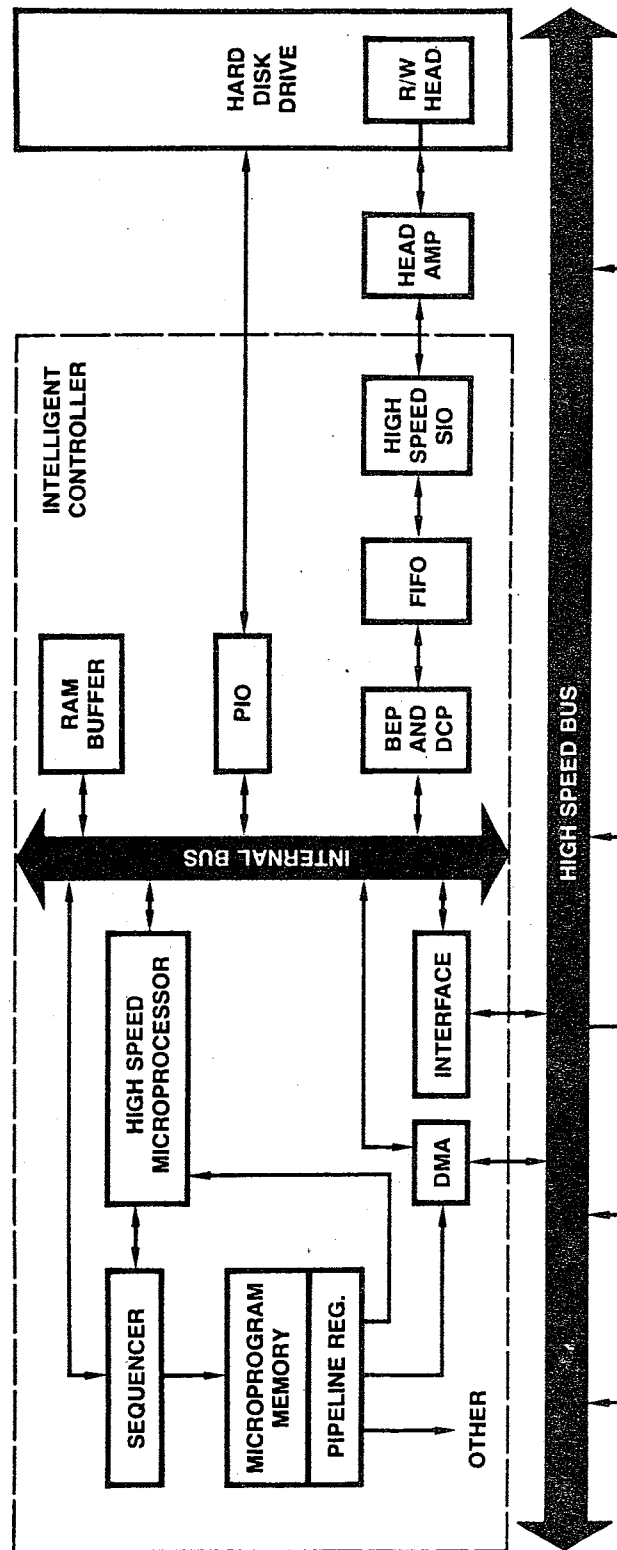 SEQUENCER
HIGH SPEED
MICROPROCESSOR
RAM
BUFFER
INTELLIGENT
CONTROLLER
HARD
DISK
DRIVE
MICROPROGRAM
MEMORY
PIPELINE REG.
OTHER
INTERNAL BUS
PIO
DMA
INTERFACE
BEP
AND
DCP
FIFO
HIGH
SPEED
SIO
HEAD
AMP
R/W
HEAD
HIGH SPEED BUS